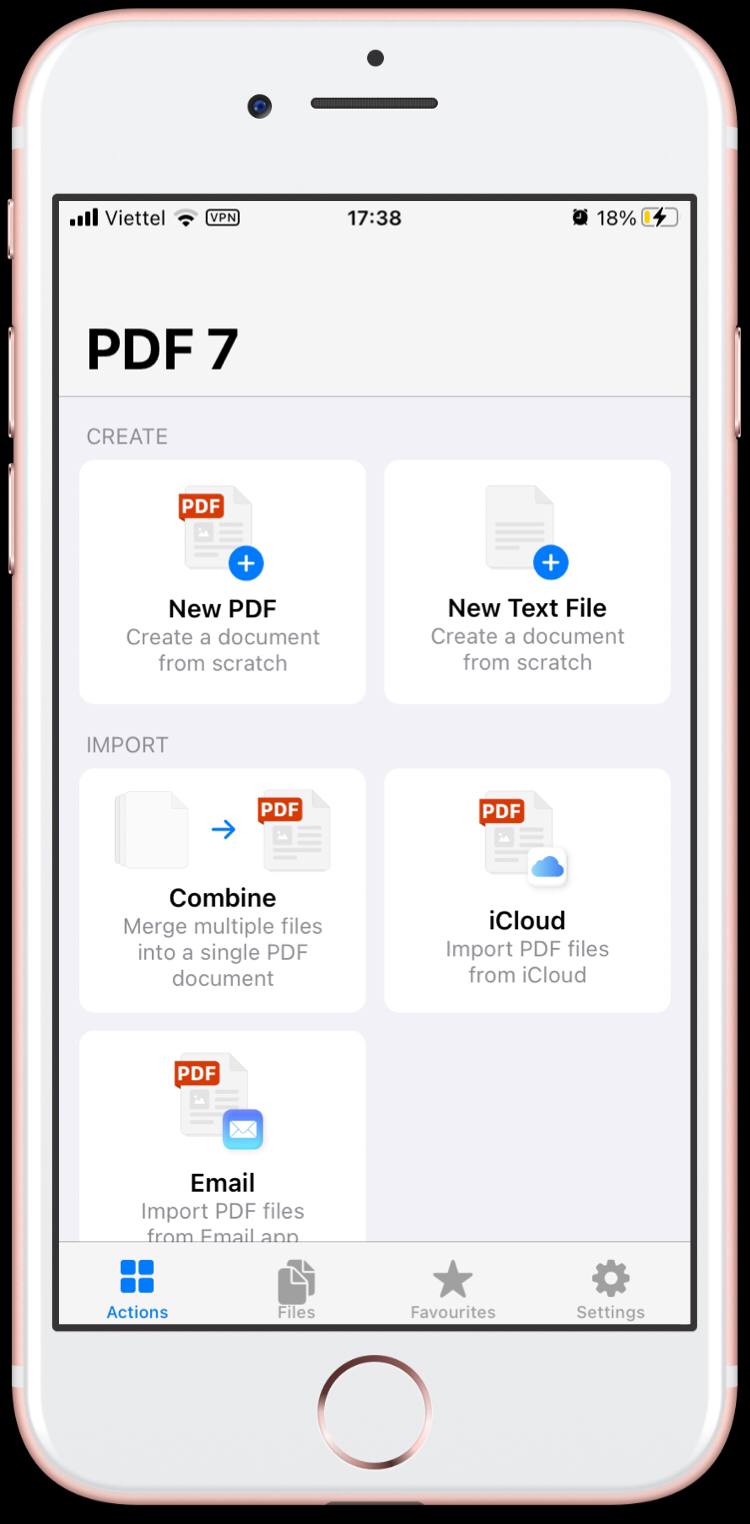 Viettel VPN 17:38 18%
PDF 7
CREATE
PDF
New PDF
Create a document
from scratch
New Text File
Create a document
from scratch
IMPORT
PDF
Combine
Merge multiple files
into a single PDF
document
PDF
iCloud
Import PDF files
from iCloud
PDF
Email
Import PDF files
from Email app
Actions Files Favourites Settings